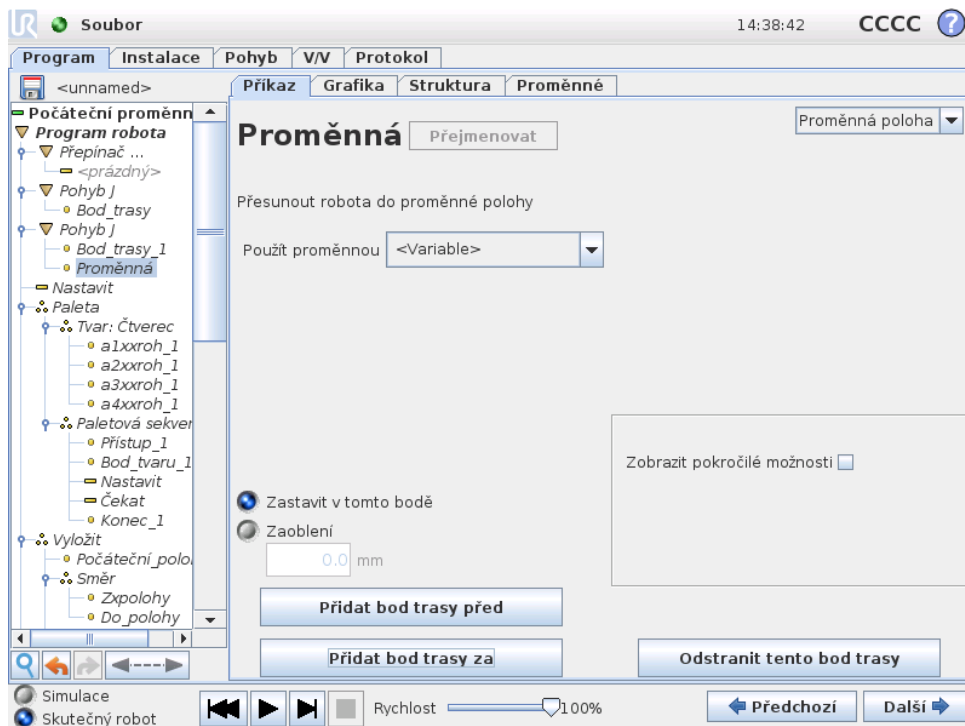 UR Soubor 14:38:42 CCCC ?
Program Instalace Pohyb V/V Protokol
<unnamed>
Příkaz Grafika Struktura Proměnné
Počáteční proměnn
Program robota
Přepínač ...
<prázdný>
Pohyb J
Bod_trasy
Pohyb J
Bod_trasy_1
Proměnná
Nastavit
Paleta
Tvar: Čtverec
a1xxroh_1
a2xxroh_1
a3xxroh_1
a4xxroh_1
Paletová sekver
Přístup_1
Bod_tvaru_1
Nastavit
Čekat
Konec_1
Vyložit
Počáteční_polo
Směr
Zxpolohy
Do_polohy
Proměnná Přejmenovat
Proměnná poloha
Přesunout robota do proměnné polohy
Použít proměnnou <Variable>
Zobrazit pokročilé možnosti
Zastavit v tomto bodě
Zaoblení
0.0 mm
Přidat bod trasy před
Přidat bod trasy za
Odstranit tento bod trasy
Simulace
Skutečný robot
Rychlost 100%
Předchozí Další